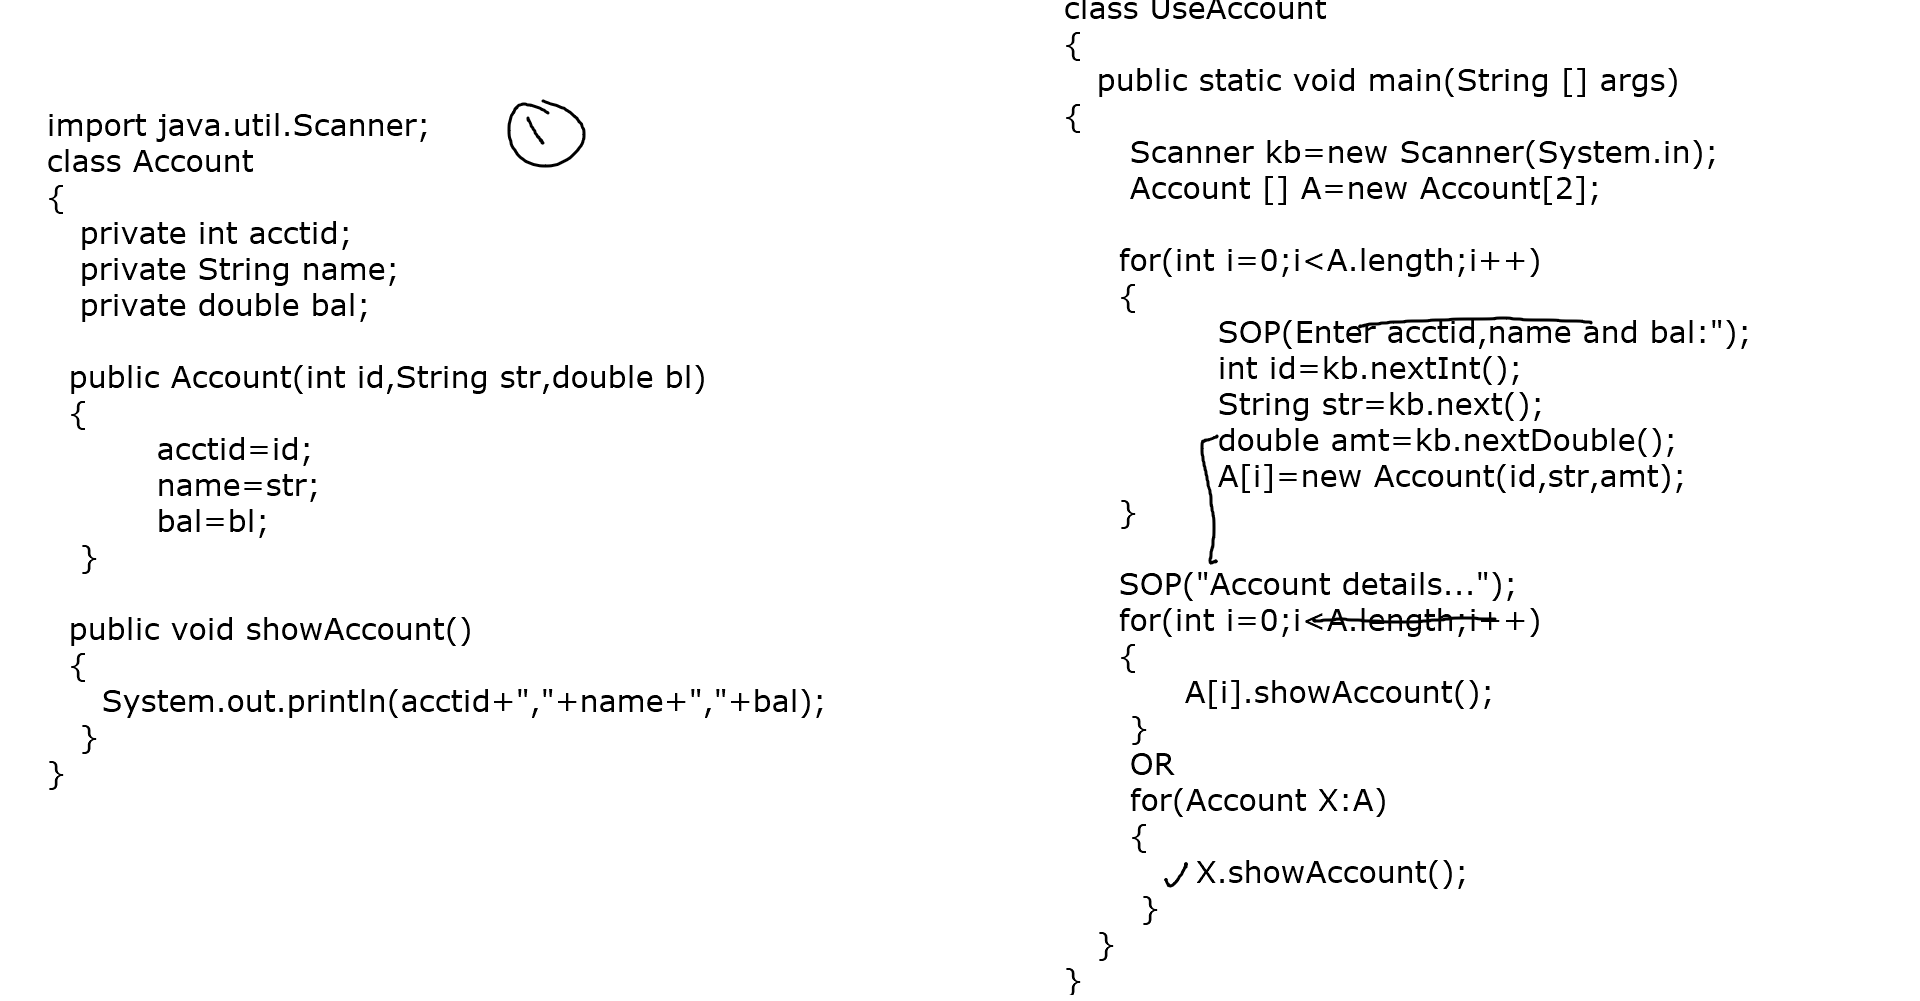 import java.util.Scanner;
class Account
{
private int acctid;
private String name;
private double bal;
public Account(int id,String str,double bl)
{
acctid=id;
name=str;
bal=bl;
}
public void showAccount()
{
System.out.println(acctid+","+name+","+bal);
}
}
class UseAccount
{
public static void main(String [] args)
{
Scanner kb=new Scanner(System.in);
Account [] A=new Account[2];
for(int i=0;i<A.length;i++)
{
SOP(Enter acctid,name and bal:");
int id=kb.nextInt();
String str=kb.next();
double amt=kb.nextDouble();
A[i]=new Account(id,str,amt);
}
SOP("Account details...");
for(int i=0;i<A.length;i++)
{
A[i].showAccount();
}
OR
for(Account X:A)
{
X.showAccount();
}
}
}